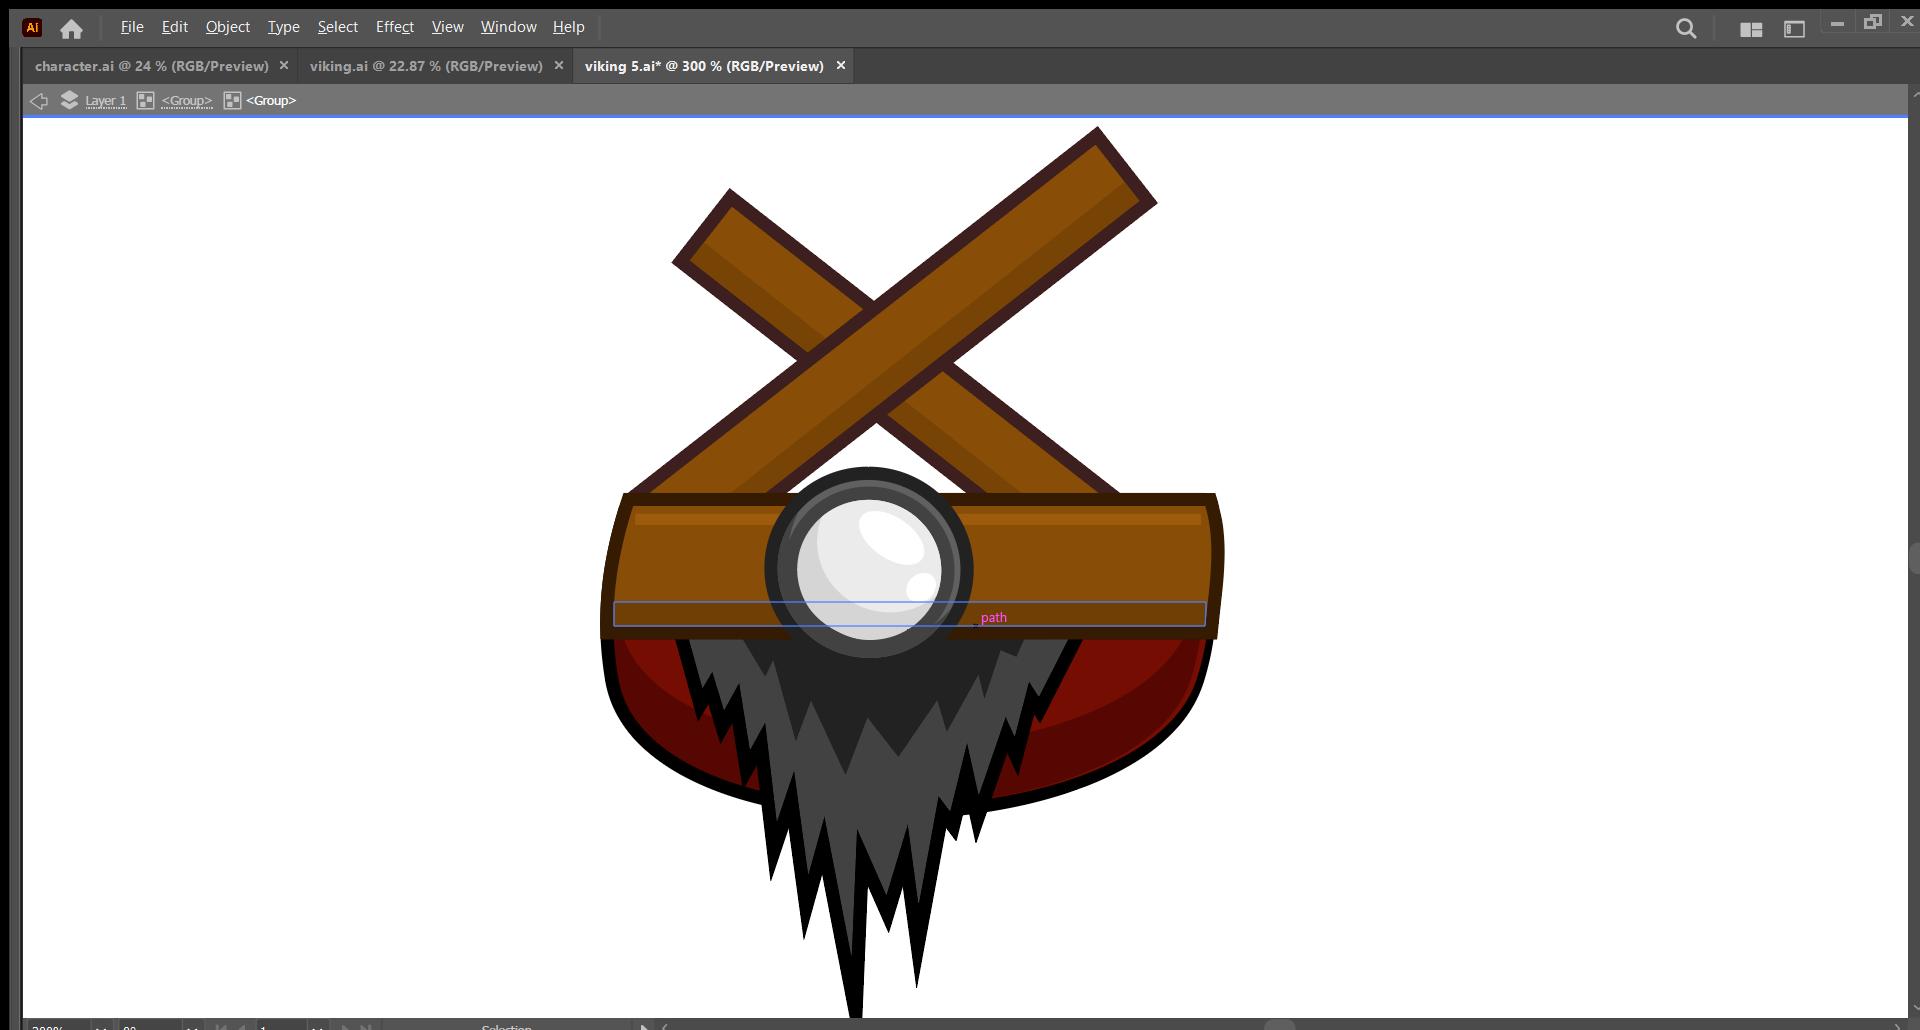 Ai File Edit Object Type Select Effect View Window Help
character.ai @ 24 % (RGB/Preview) × viking.ai @ 22.87 % (RGB/Preview) × viking 5.ai* @ 300 % (RGB/Preview) ×
Layer 1 <Group> <Group>
path
Selection